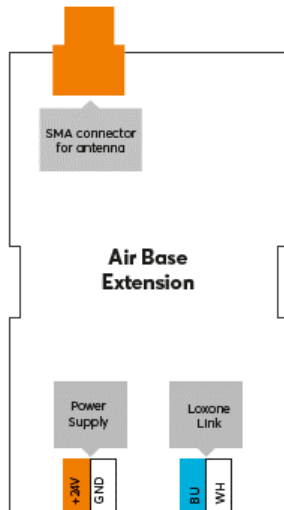 SMA connector
for antenna
Air Base
Extension
Power
Supply
Loxone
Link
+24V
GND
BU
WH